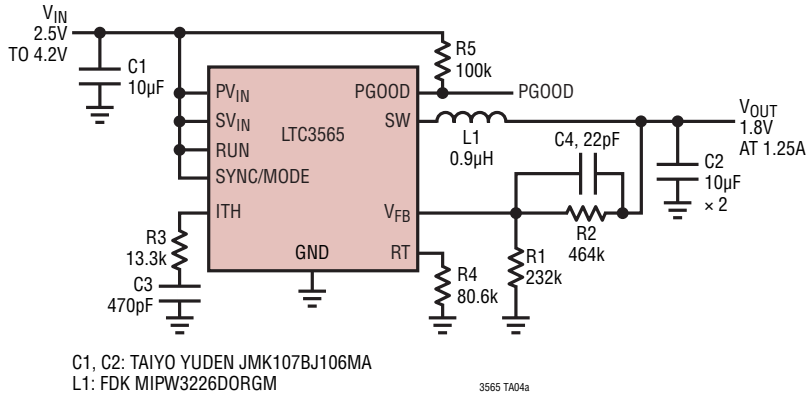 VIN
2.5V
TO 4.2V
C1
10µF
R5
100k
PVIN
SVIN
RUN
SYNC/MODE
ITH
LTC3565
GND
PGOOD
SW
VFB
RT
PGOOD
L1
0.9µH
C4, 22pF
VOUT
1.8V
AT 1.25A
C2
10µF
× 2
R2
464k
R1
232k
R3
13.3k
C3
470pF
R4
80.6k
C1, C2: TAIYO YUDEN JMK107BJ106MA
L1: FDK MIPW3226DORGM
3565 TA04a